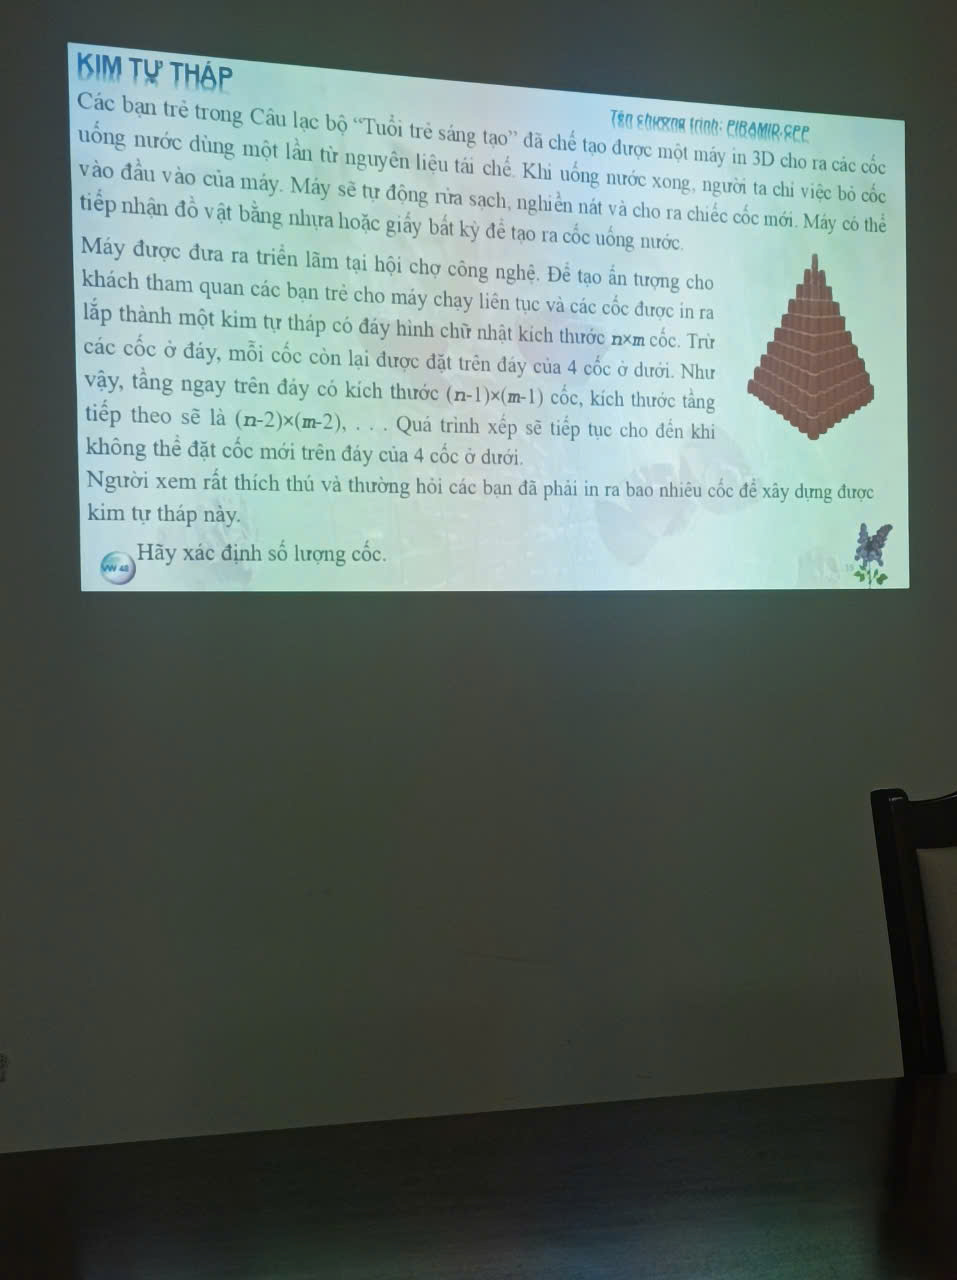 KIM TỰ THÁP
Tên chương trình: PIRAMIR.CPP
Các bạn trẻ trong Câu lạc bộ “Tuổi trẻ sáng tạo” đã chế tạo được một máy in 3D cho ra các cốc
uống nước dùng một lần từ nguyên liệu tái chế. Khi uống nước xong, người ta chỉ việc bỏ cốc
vào đầu vào của máy. Máy sẽ tự động rửa sạch, nghiền nát và cho ra chiếc cốc mới. Máy có thể
tiếp nhận đồ vật bằng nhựa hoặc giấy bất kỳ để tạo ra cốc uống nước.
Máy được đưa ra triển lãm tại hội chợ công nghệ. Để tạo ấn tượng cho
khách tham quan các bạn trẻ cho máy chạy liên tục và các cốc được in ra
lắp thành một kim tự tháp có đáy hình chữ nhật kích thước n×m cốc. Trừ
các cốc ở đáy, mỗi cốc còn lại được đặt trên đáy của 4 cốc ở dưới. Như
vậy, tầng ngay trên đáy có kích thước (n-1)×(m-1) cốc, kích thước tầng
tiếp theo sẽ là (n-2)×(m-2), . . . Quá trình xếp sẽ tiếp tục cho đến khi
không thể đặt cốc mới trên đáy của 4 cốc ở dưới.
Người xem rất thích thú và thường hỏi các bạn đã phải in ra bao nhiêu cốc để xây dựng được
kim tự tháp này.
Hãy xác định số lượng cốc.
VW 48
19